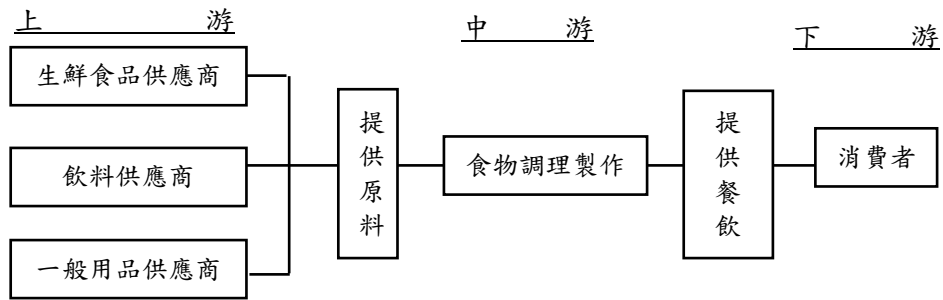 上 游
中 游
下 游
生鮮食品供應商
飲料供應商
一般用品供應商
提供原料
食物調理製作
提供餐飲
消費者